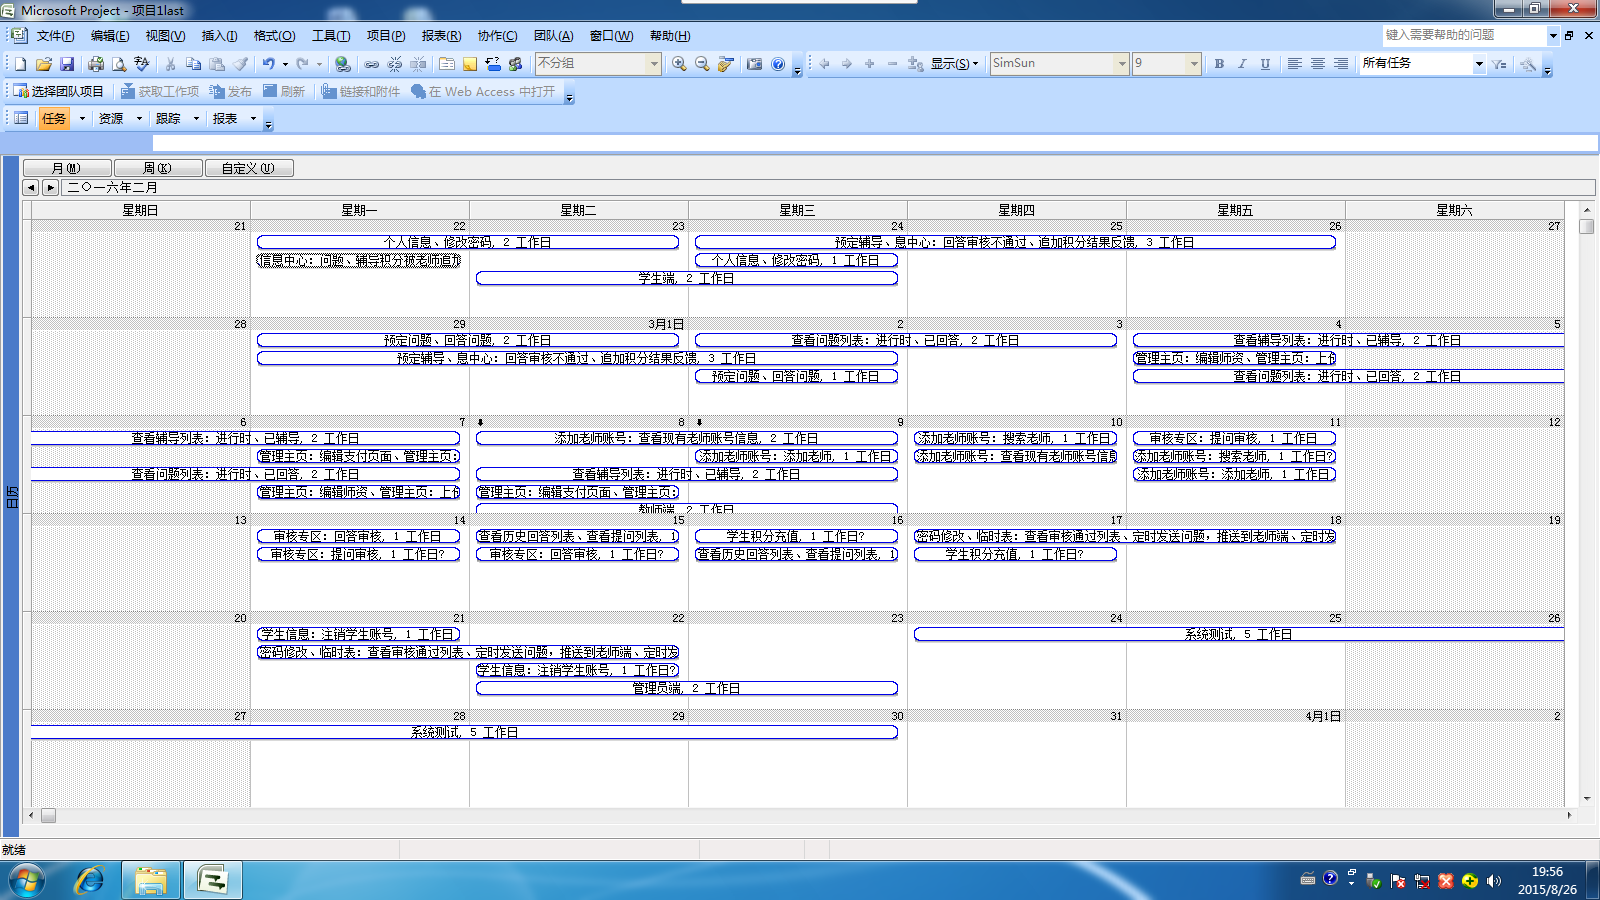 Microsoft Project - 项目1last
文件(F) 编辑(E) 视图(V) 插入(I) 格式(O) 工具(T) 项目(P) 报表(R) 协作(C) 团队(A) 窗口(W) 帮助(H) 键入需要帮助的问题
不分组 显示(S) SimSun 9 B I U 所有任务
选择团队项目 获取工作项 发布 刷新 链接和附件 在 Web Access 中打开
任务 资源 跟踪 报表
月(M) 周(K) 自定义(U)
二〇一六年二月
星期日 星期一 星期二 星期三 星期四 星期五 星期六
21 22 23 24 25 26 27
个人信息、修改密码, 2 工作日 预定辅导、息中心: 回答审核不通过、追加积分结果反馈, 3 工作日
信息中心: 问题、辅导积分被老师追加 个人信息、修改密码, 1 工作日
学生端, 2 工作日
28 29 3月1日 2 3 4 5
预定问题、回答问题, 2 工作日 查看问题列表: 进行时、已回答, 2 工作日 查看辅导列表: 进行时、已辅导, 2 工作日
预定辅导、息中心: 回答审核不通过、追加积分结果反馈, 3 工作日 管理主页: 编辑师资、管理主页: 上
预定问题、回答问题, 1 工作日 查看问题列表: 进行时、已回答, 2 工作日
6 7 8 9 10 11 12
查看辅导列表: 进行时、已辅导, 2 工作日 添加老师账号: 查看现有老师账号信息, 2 工作日 添加老师账号: 搜索老师, 1 工作日 审核专区: 提问审核, 1 工作日
管理主页: 编辑支付页面、管理主页: 添加老师账号: 添加老师, 1 工作日 添加老师账号: 查看现有老师账号信息 添加老师账号: 搜索老师, 1 工作日?
查看问题列表: 进行时、已回答, 2 工作日 查看辅导列表: 进行时、已辅导, 2 工作日 添加老师账号: 添加老师, 1 工作日
管理主页: 编辑师资、管理主页: 上 管理主页: 编辑支付页面、管理主页:
教师端, 2 工作日
13 14 15 16 17 18 19
审核专区: 回答审核, 1 工作日 查看历史回答列表、查看提问列表, 1 学生积分充值, 1 工作日? 密码修改、临时表: 查看审核通过列表、定时发送问题, 推送到老师端、定时发
审核专区: 提问审核, 1 工作日? 审核专区: 回答审核, 1 工作日? 查看历史回答列表、查看提问列表, 1 学生积分充值, 1 工作日?
20 21 22 23 24 25 26
学生信息: 注销学生账号, 1 工作日 系统测试, 5 工作日
密码修改、临时表: 查看审核通过列表、定时发送问题, 推送到老师端、定时发
学生信息: 注销学生账号, 1 工作日?
管理员端, 2 工作日
27 28 29 30 31 4月1日 2
系统测试, 5 工作日
日历
就绪
19:56
2015/8/26